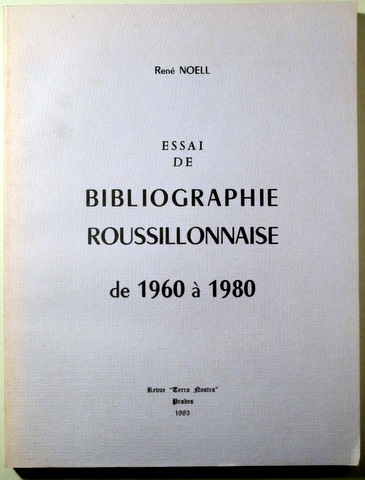 René NOELL
ESSAI
DE
BIBLIOGRAPHIE
ROUSSILLONNAISE
de 1960 à 1980
Revue "Terra Nostra"
Prades
1983